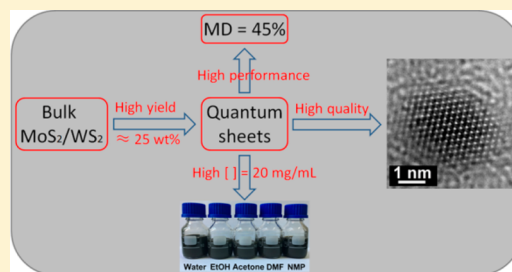 MD = 45%
High performance
Bulk
MoS₂/WS₂
High yield
≈ 25 wt%
Quantum
sheets
High quality
High [ ] = 20 mg/mL
1 nm
Water EtOH Acetone DMF NMP